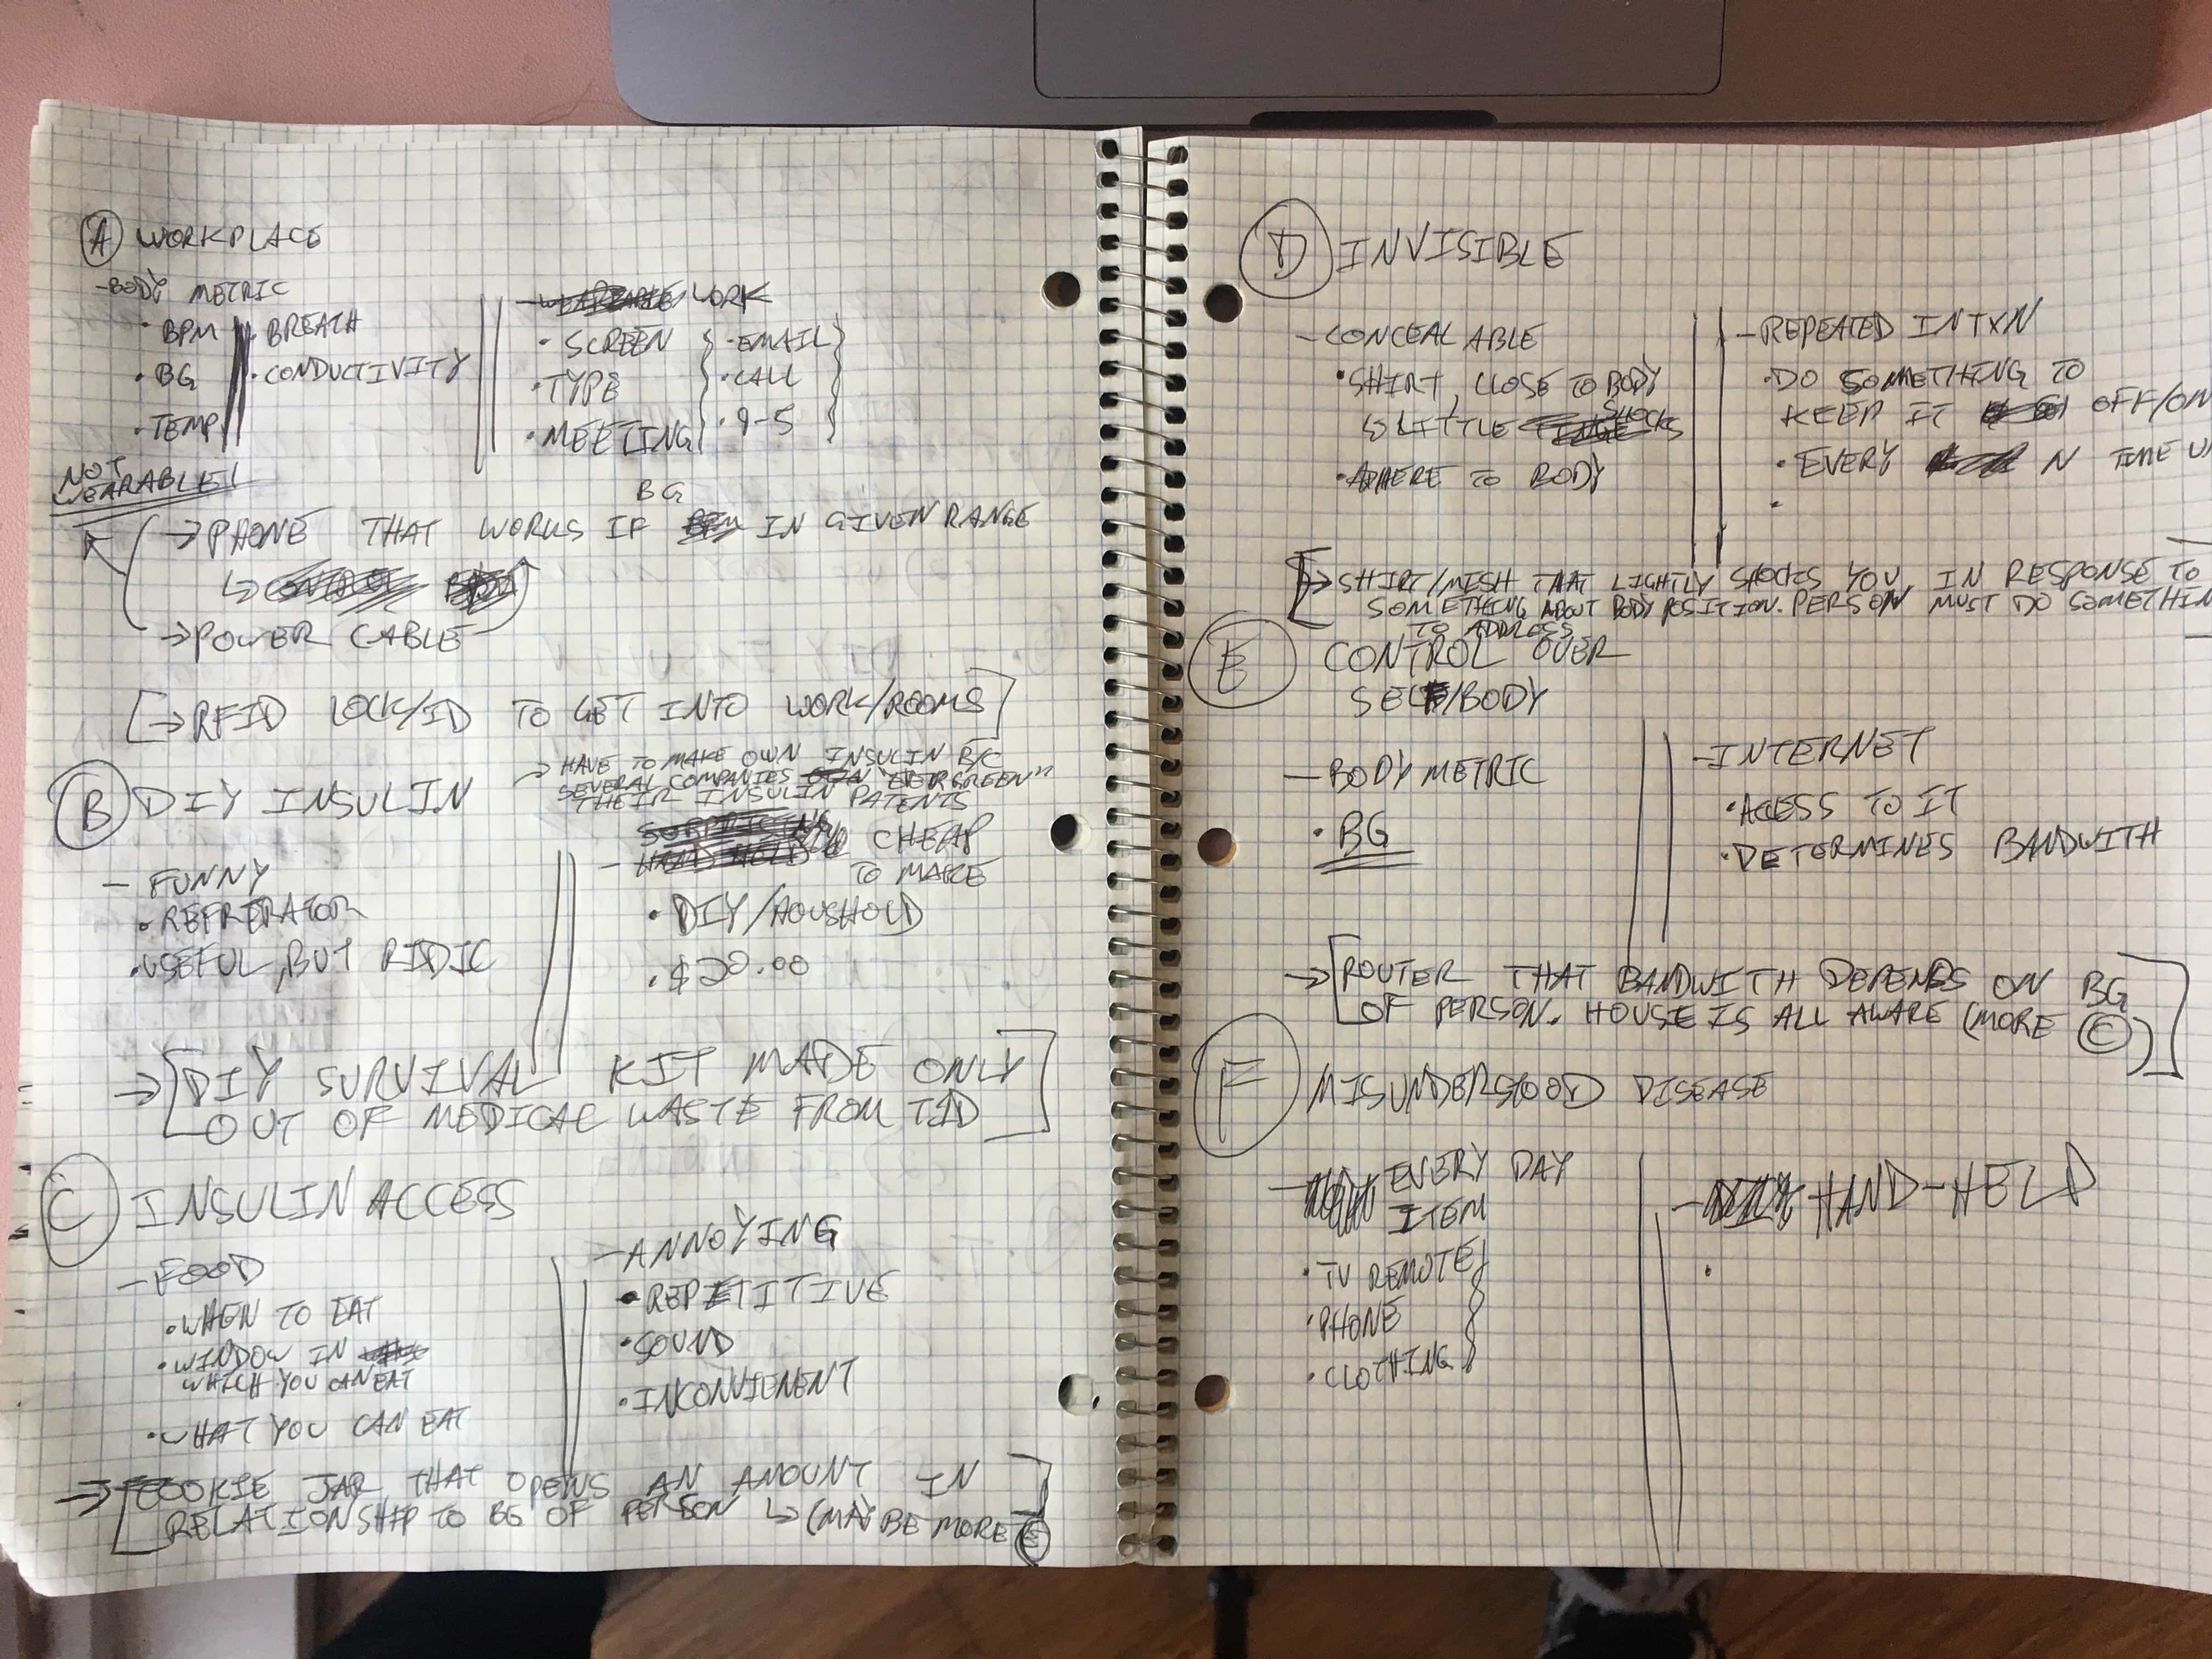 (A) WORKPLACE
-BODY METRIC
· BPM
· BG
· TEMP
· BREATH
· CONDUCTIVITY
- WEARABLE WORK
· SCREEN
· TYPE
· MEETING
· EMAIL
· CALL
· 9-5
NOT
WEARABLE!
BG
→ PHONE THAT WORKS IF BPM IN GIVEN RANGE
→ POWER CABLE
[→ RFID LOCK/ID TO GET INTO WORK/ROOMS]
(B) DIY INSULIN
→ HAVE TO MAKE OWN INSULIN B/C
SEVERAL COMPANIES "EVERGREEN"
THEIR INSULIN PATENTS
- FUNNY
· REFRERATOR
· USEFUL, BUT RIDIC
- HAND HELD CHEAP
TO MAKE
· DIY/HOUSHOLD
· $20.00
→ [DIY SURVIVAL KIT MADE ONLY
OUT OF MEDICAL WASTE FROM T1D]
(C) INSULIN ACCESS
- FOOD
· WHEN TO EAT
· WINDOW IN
WHICH YOU CAN EAT
· WHAT YOU CAN EAT
- ANNOYING
· REPETITIVE
· SOUND
· INCONVIENENT
→ [COOKIE JAR THAT OPENS AN AMOUNT IN
RELATIONSHIP TO BG OF PERSON ↳ (MAY BE MORE (E)]
(D) INVISIBLE
- CONCEALABLE
· SHIRT, CLOSE TO BODY
↳ LITTLE SHOCKS
· ADHERE TO BODY
- REPEATED INTXN
· DO SOMETHING TO
KEEP IT OFF/ON
· EVERY N TIME
[→ SHIRT/MESH THAT LIGHTLY SHOCKS YOU IN RESPONSE TO
SOMETHING ABOUT BODY POSITION. PERSON MUST DO SOMETHIN
TO ADDRESS
(E) CONTROL OVER
SELF/BODY
- BODY METRIC
· BG
- INTERNET
· ACCESS TO IT
· DETERMINES BANDWITH
→ [ROUTER THAT BANDWITH DEPENDS ON BG
OF PERSON. HOUSE IS ALL AWARE (MORE (C))]
(F) MISUNDERSTOOD DISEASE
- EVERY DAY
ITEM
· TV REMOTE
· PHONE
· CLOTHING
- HAND-HELD